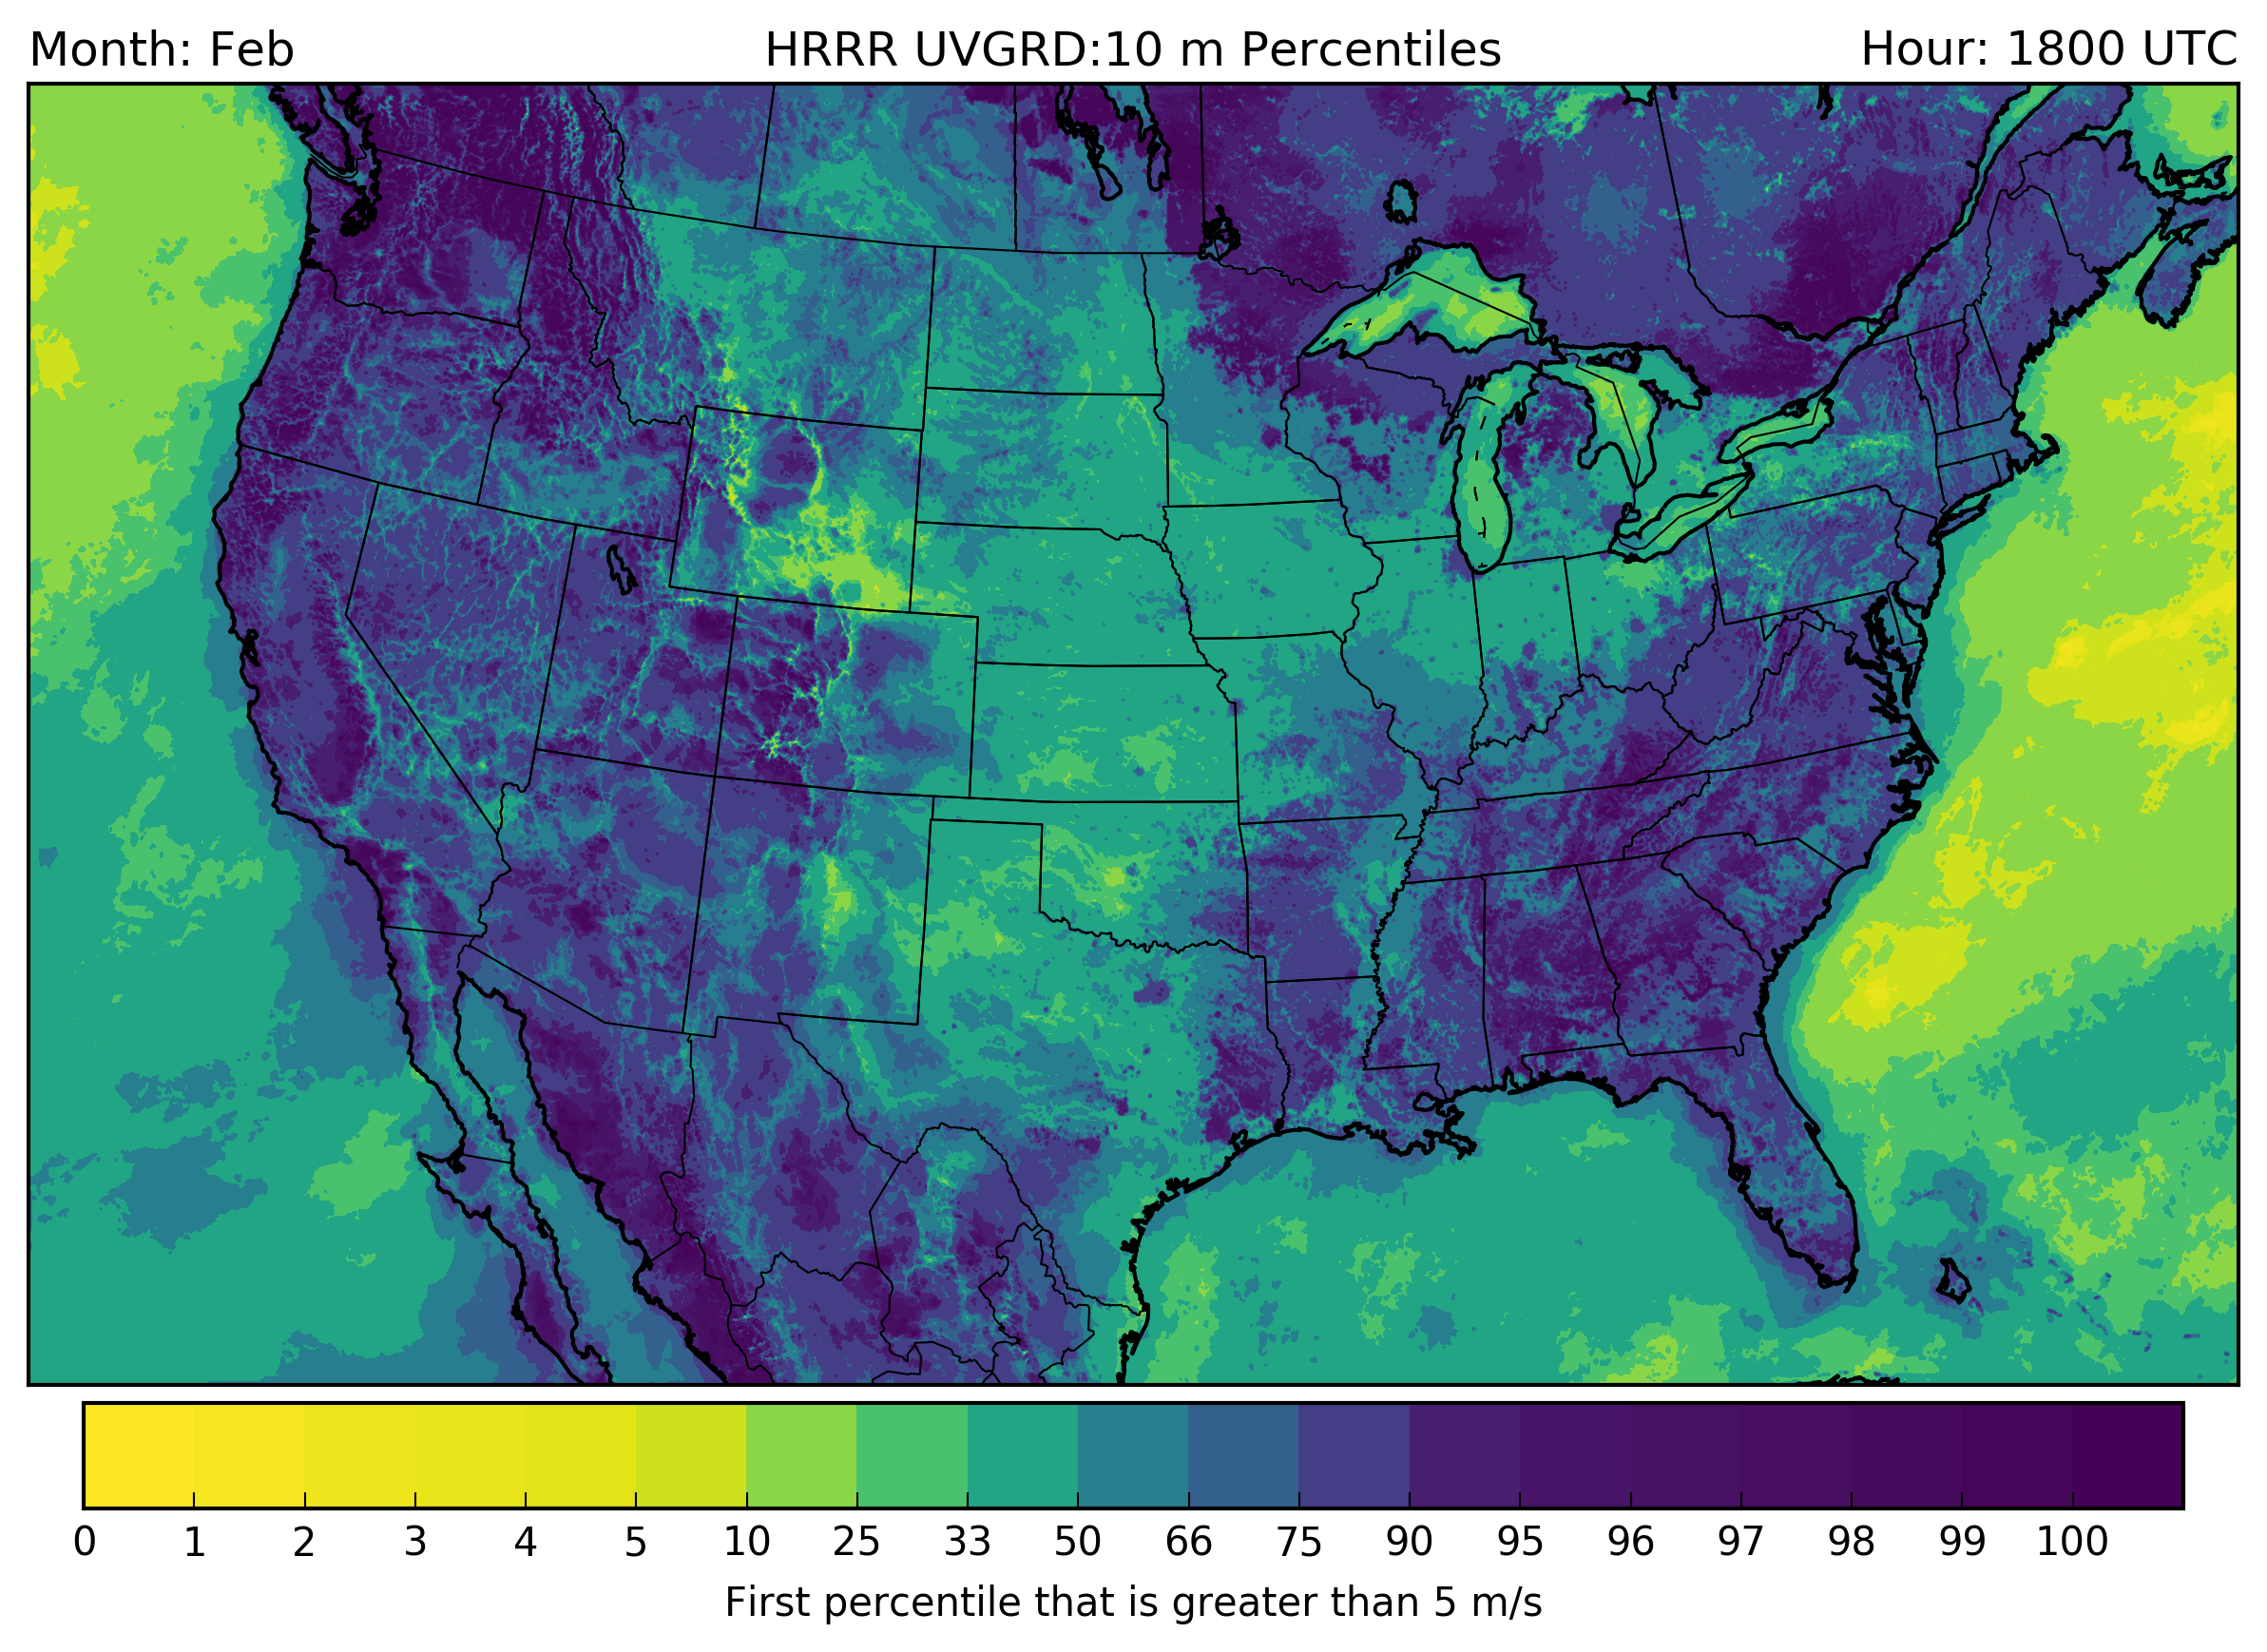 Month: Feb HRRR UVGRD:10 m Percentiles Hour: 1800 UTC
0 1 2 3 4 5 10 25 33 50 66 75 90 95 96 97 98 99 100
First percentile that is greater than 5 m/s